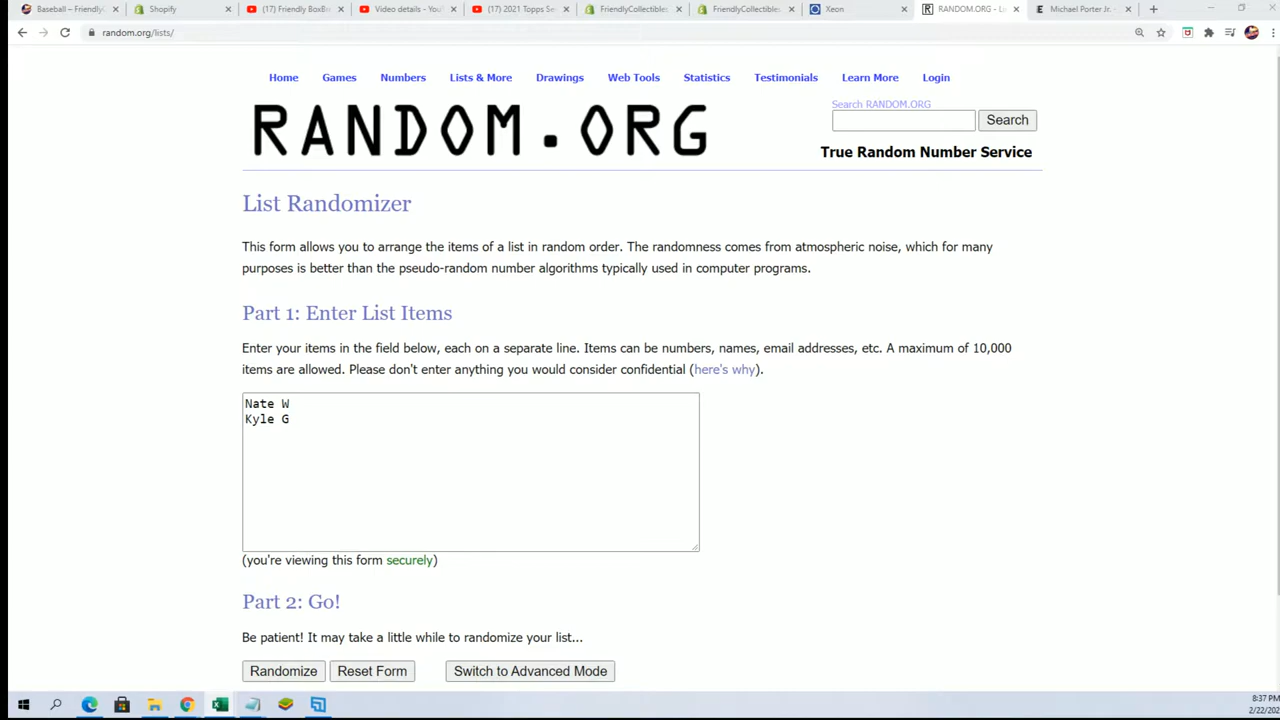 Baseball – Friendly
Shopify
(17) Friendly BoxBre
Video details - You
(17) 2021 Topps Se
FriendlyCollectibles
FriendlyCollectibles
Xeon
RANDOM.ORG - L
Michael Porter Jr.
random.org/lists/
Home Games Numbers Lists & More Drawings Web Tools Statistics Testimonials Learn More Login
RANDOM.ORG
Search RANDOM.ORG
Search
True Random Number Service
List Randomizer
This form allows you to arrange the items of a list in random order. The randomness comes from atmospheric noise, which for many
purposes is better than the pseudo-random number algorithms typically used in computer programs.
Part 1: Enter List Items
Enter your items in the field below, each on a separate line. Items can be numbers, names, email addresses, etc. A maximum of 10,000
items are allowed. Please don't enter anything you would consider confidential (here's why).
Nate W
Kyle G
(you're viewing this form securely)
Part 2: Go!
Be patient! It may take a little while to randomize your list...
Randomize Reset Form Switch to Advanced Mode
8:37 PM
2/22/202